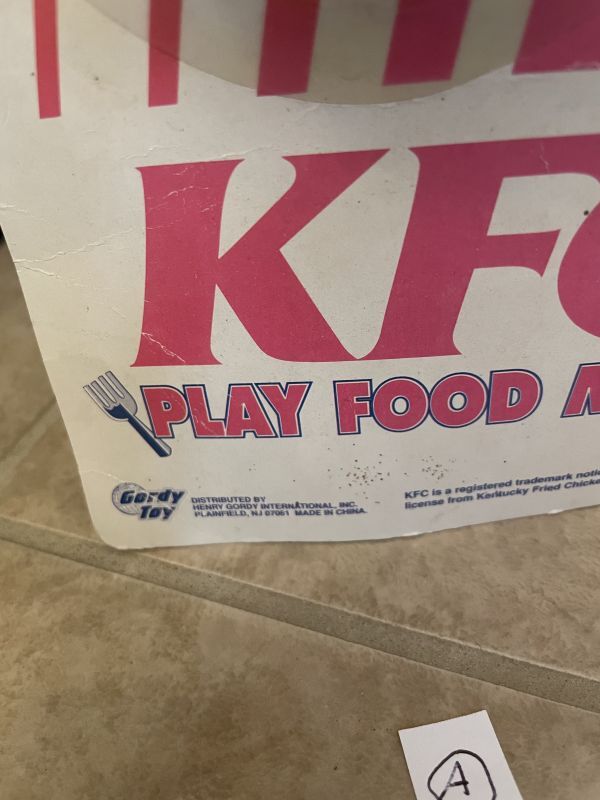 KFC
PLAY FOOD
Gordy
Toy
DISTRIBUTED BY
HENRY GORDY INTERNATIONAL, INC.
PLAINFIELD, NJ 07061 MADE IN CHINA.
KFC is a registered trademark
license from Kentucky Fried
A